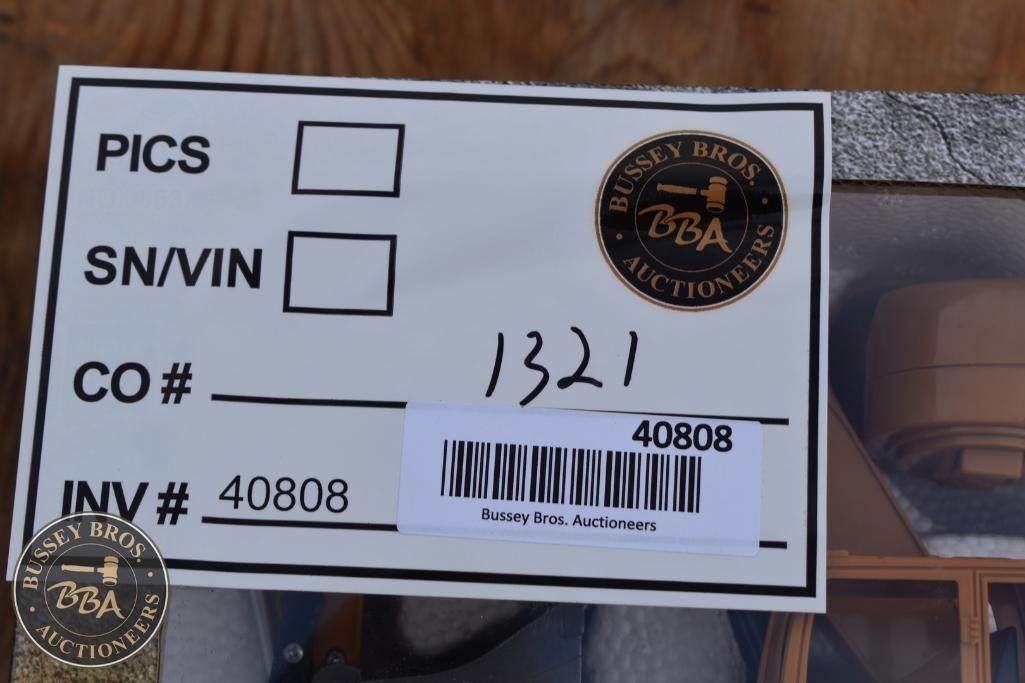 PICS
BUSSEY BROS.
BBA
AUCTIONEERS
SN/VIN
CO # 1321
40808
INV # 40808
Bussey Bros. Auctioneers
BUSSEY BROS.
BBA
AUCTIONEERS